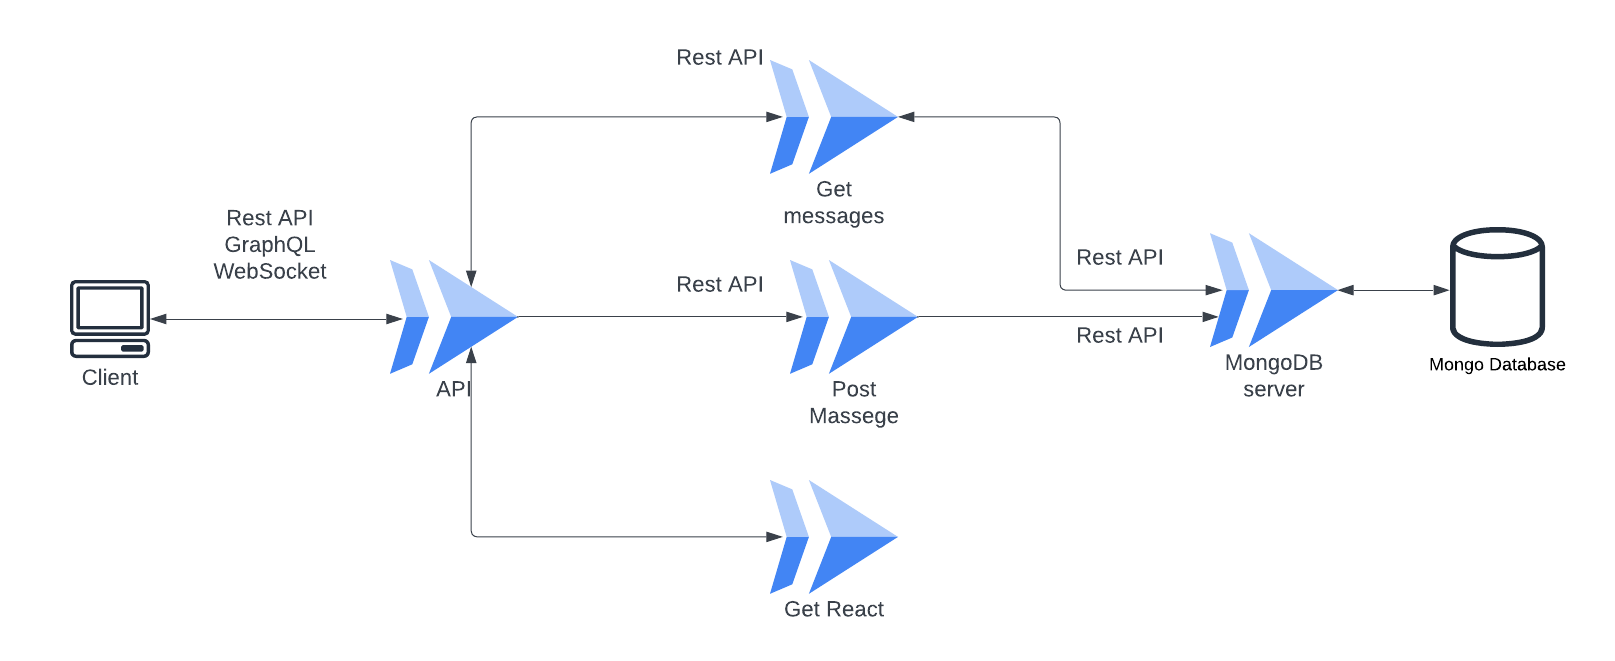 Rest API
Get
messages
Rest API
GraphQL
WebSocket
Client
API
Rest API
Post
Massege
Get React
Rest API
Rest API
MongoDB
server
Mongo Database